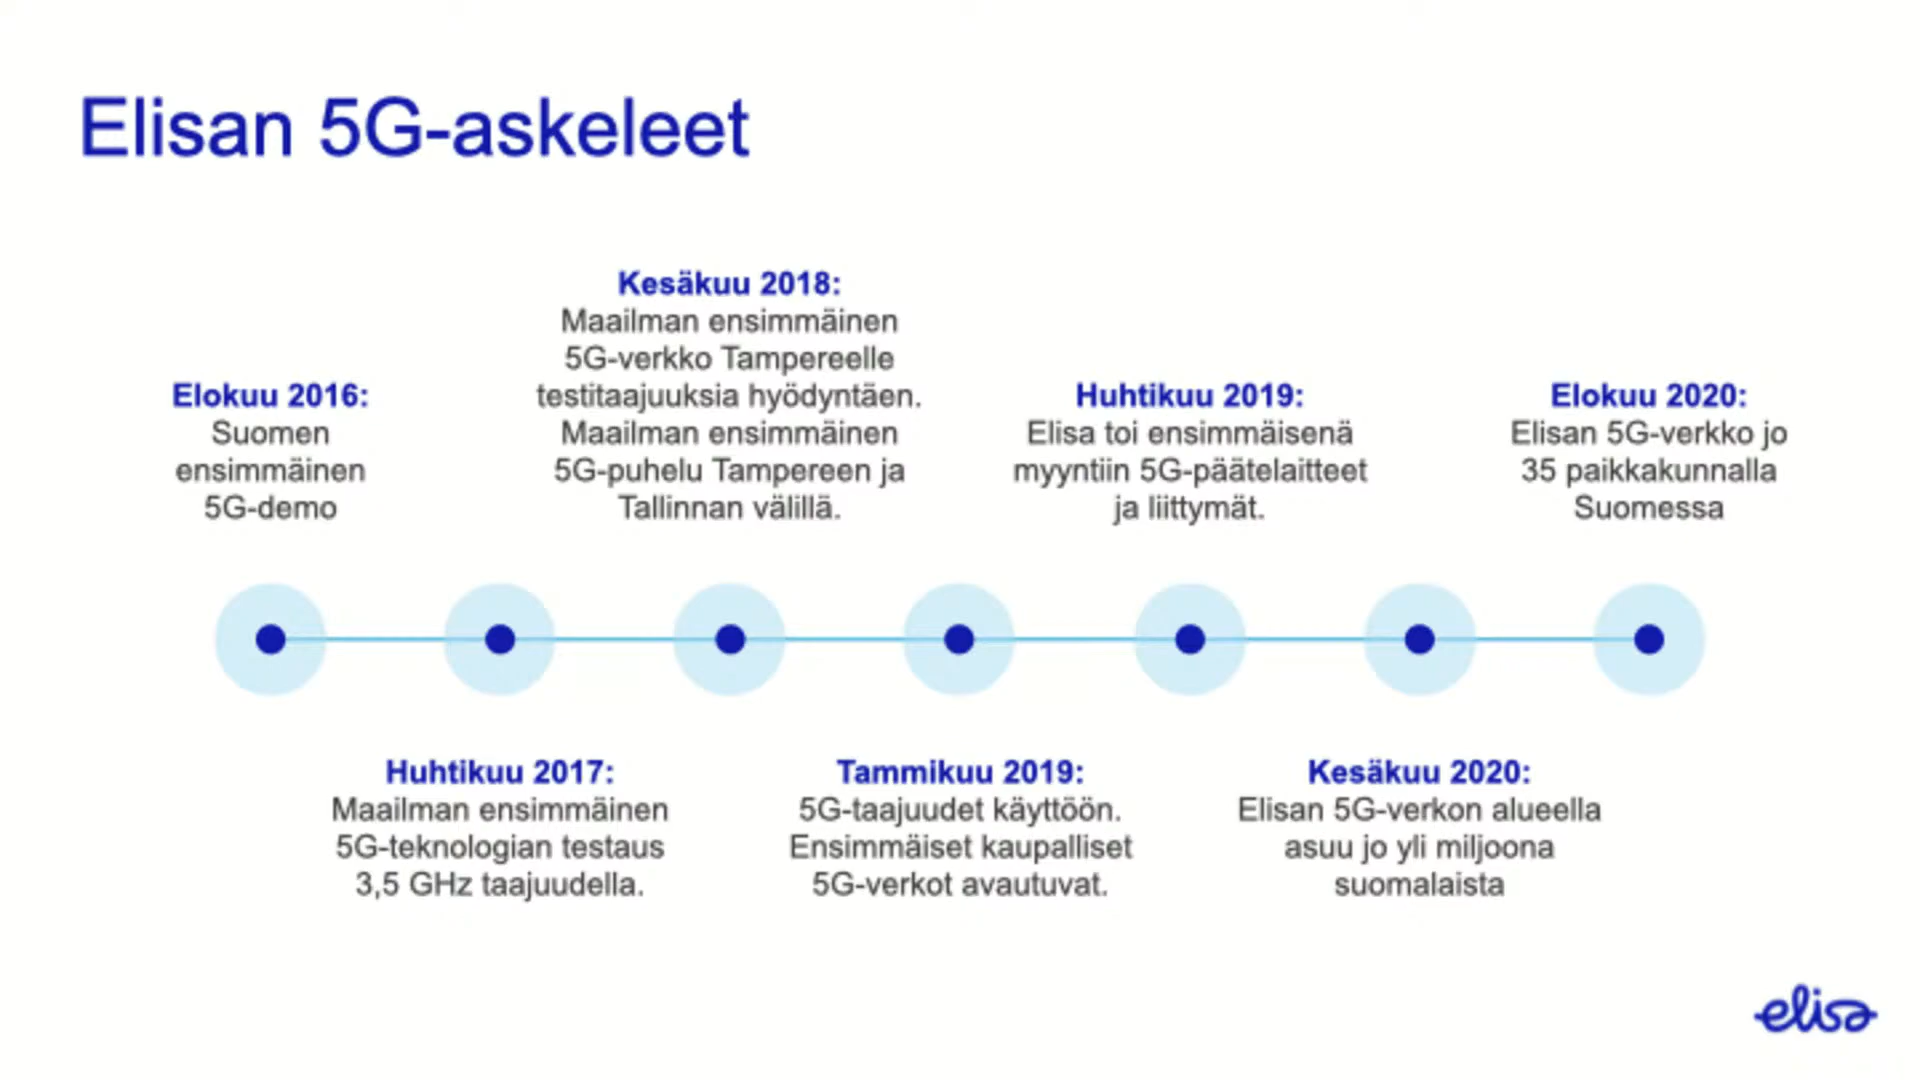 Elisan 5G-askeleet
Elokuu 2016:
Suomen
ensimmäinen
5G-demo
Huhtikuu 2017:
Maailman ensimmäinen
5G-teknologian testaus
3,5 GHz taajuudella.
Kesäkuu 2018:
Maailman ensimmäinen
5G-verkko Tampereelle
testitaajuuksia hyödyntäen.
Maailman ensimmäinen
5G-puhelu Tampereen ja
Tallinnan välillä.
Tammikuu 2019:
5G-taajuudet käyttöön.
Ensimmäiset kaupalliset
5G-verkot avautuvat.
Huhtikuu 2019:
Elisa toi ensimmäisenä
myyntiin 5G-päätelaitteet
ja liittymät.
Kesäkuu 2020:
Elisan 5G-verkon alueella
asuu jo yli miljoona
suomalaista
Elokuu 2020:
Elisan 5G-verkko jo
35 paikkakunnalla
Suomessa
elisa